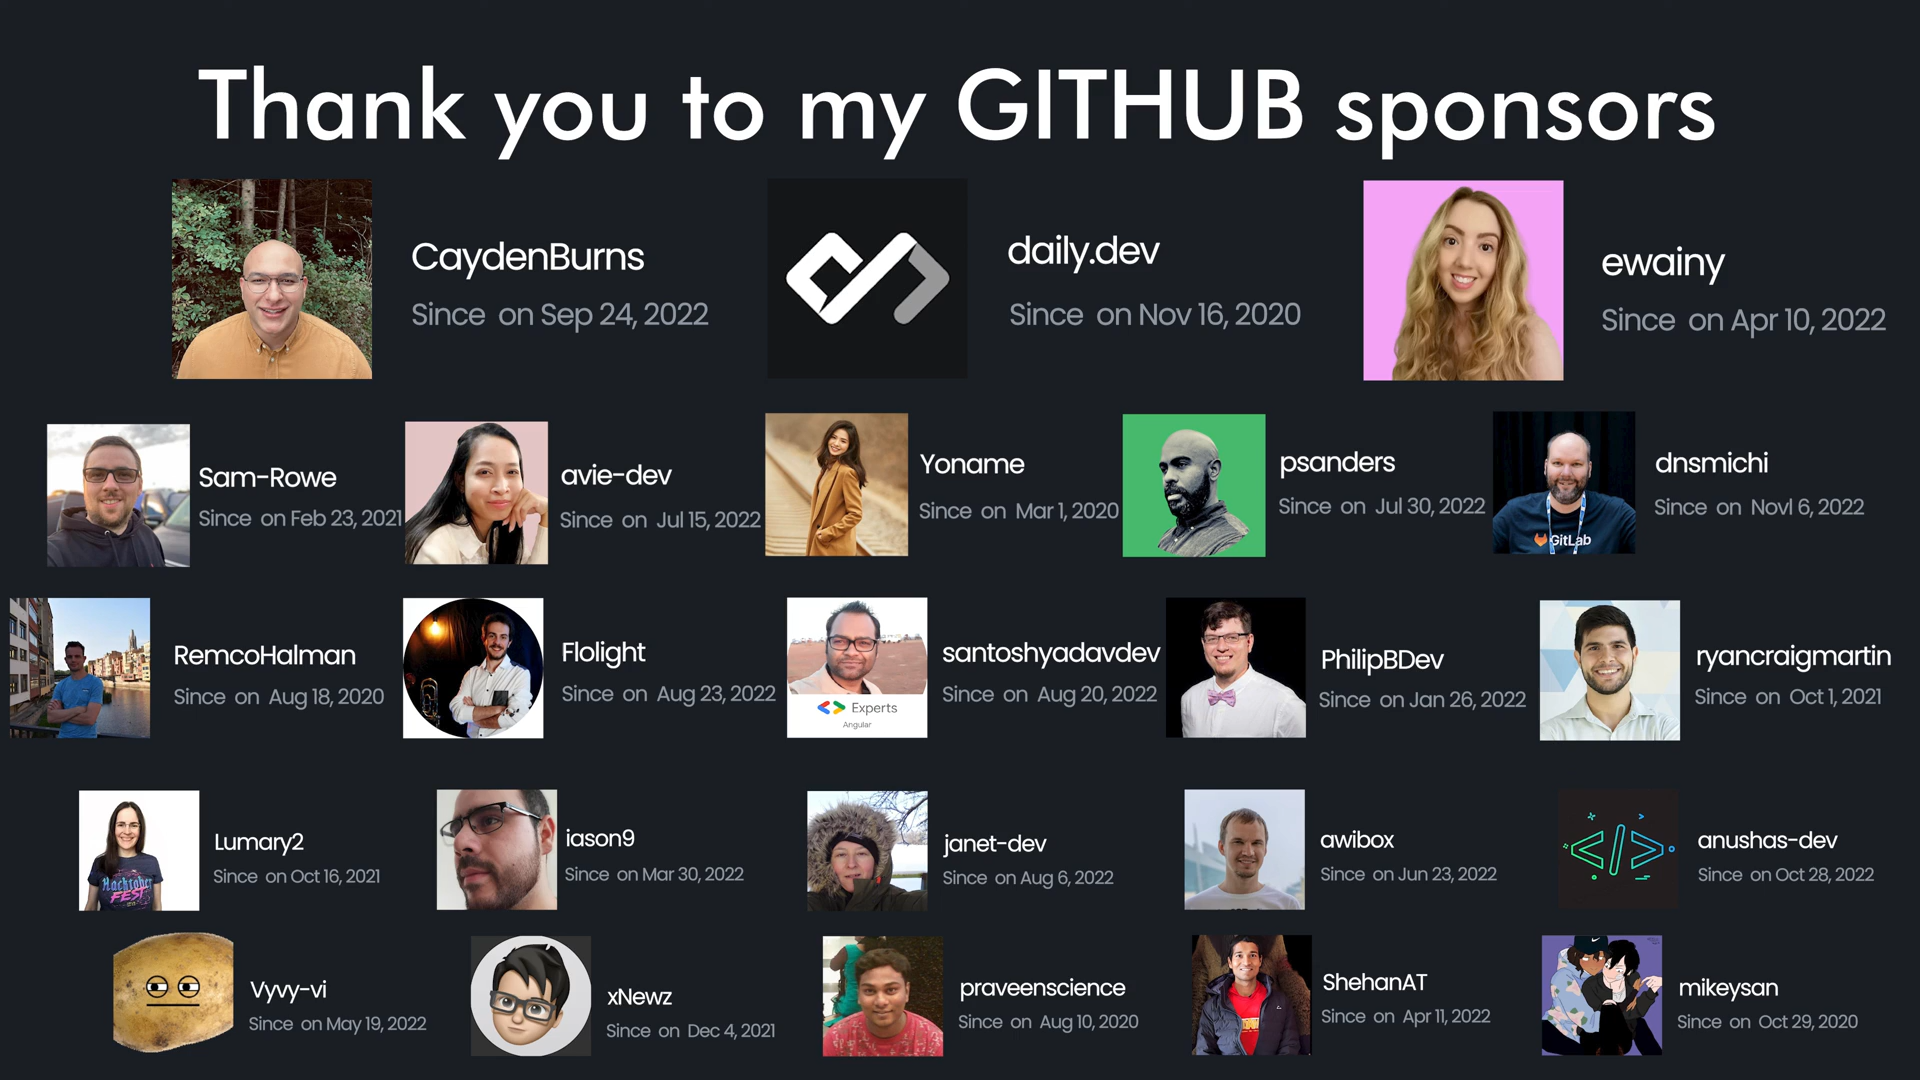 Thank you to my GITHUB sponsors
CaydenBurns
Since on Sep 24, 2022
daily.dev
Since on Nov 16, 2020
ewainy
Since on Apr 10, 2022
Sam-Rowe
Since on Feb 23, 2021
avie-dev
Since on Jul 15, 2022
Yoname
Since on Mar 1, 2020
psanders
Since on Jul 30, 2022
GitLab
dnsmichi
Since on Novl 6, 2022
RemcoHalman
Since on Aug 18, 2020
Flolight
Since on Aug 23, 2022
Experts
Angular
santoshyadavdev
Since on Aug 20, 2022
PhilipBDev
Since on Jan 26, 2022
ryancraigmartin
Since on Oct 1, 2021
Hacktober
FEST
Lumary2
Since on Oct 16, 2021
iason9
Since on Mar 30, 2022
janet-dev
Since on Aug 6, 2022
awibox
Since on Jun 23, 2022
</>
anushas-dev
Since on Oct 28, 2022
Vyvy-vi
Since on May 19, 2022
xNewz
Since on Dec 4, 2021
praveenscience
Since on Aug 10, 2020
ShehanAT
Since on Apr 11, 2022
mikeysan
Since on Oct 29, 2020